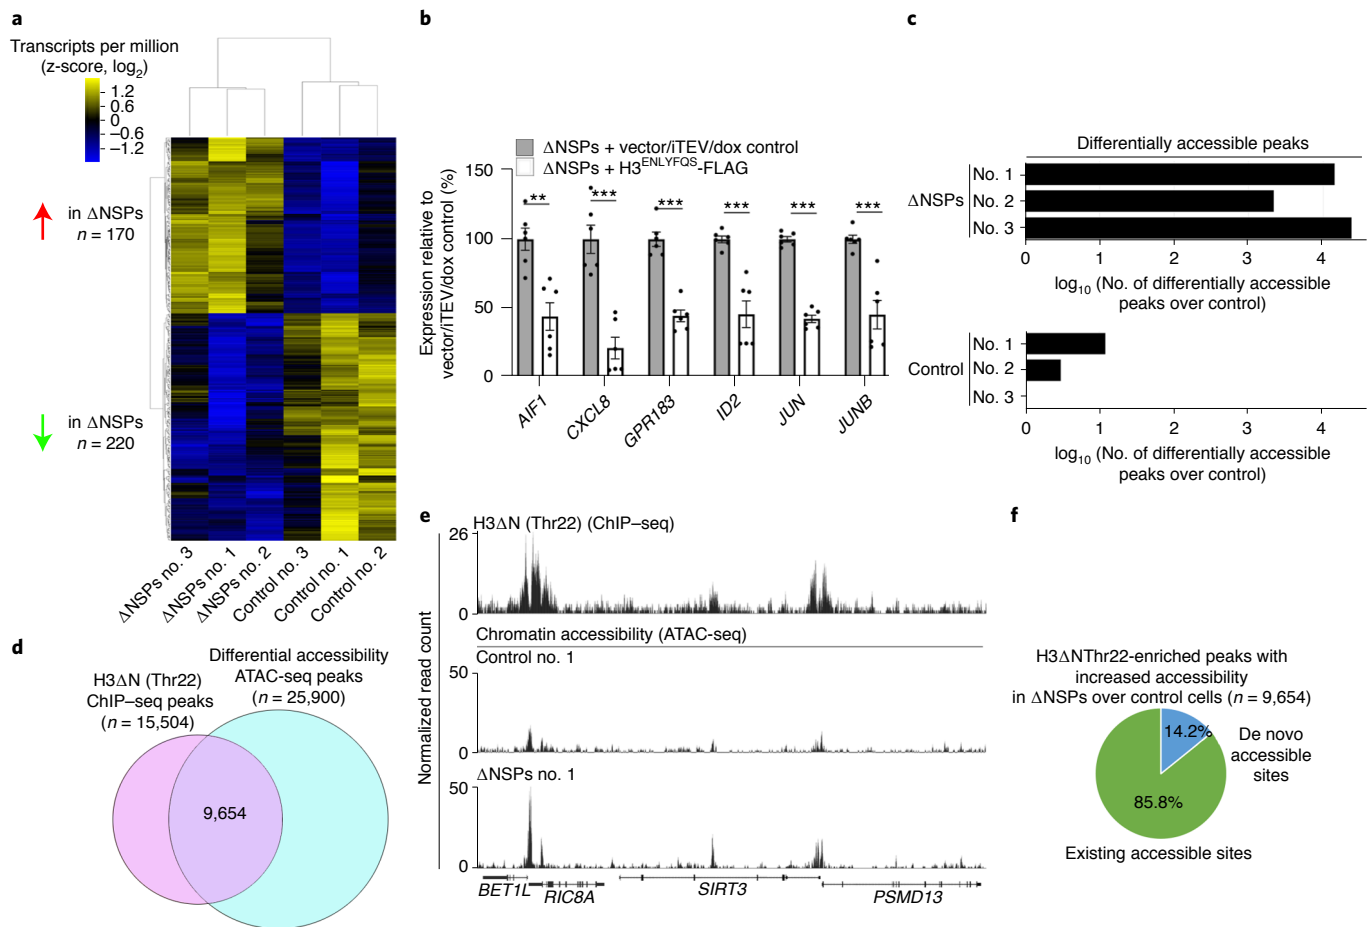 a
Transcripts per million
(z-score, log2)
1.2
0.6
0
−0.6
−1.2
in ΔNSPs
n = 170
in ΔNSPs
n = 220
ΔNSPs no. 3
ΔNSPs no. 1
ΔNSPs no. 2
Control no. 3
Control no. 1
Control no. 2
b
ΔNSPs + vector/iTEV/dox control
ΔNSPs + H3ENLYFQS-FLAG
Expression relative to
vector/iTEV/dox control (%)
150
100
50
0
**
***
***
***
***
***
AIF1
CXCL8
GPR183
ID2
JUN
JUNB
c
Differentially accessible peaks
ΔNSPs
No. 1
No. 2
No. 3
0 1 2 3 4
log10 (No. of differentially accessible
peaks over control)
Control
No. 1
No. 2
No. 3
0 1 2 3 4
log10 (No. of differentially accessible
peaks over control)
d
H3ΔN (Thr22)
ChIP–seq peaks
(n = 15,504)
Differential accessibility
ATAC-seq peaks
(n = 25,900)
9,654
e
Normalized read count
H3ΔN (Thr22) (ChIP–seq)
26
0
Chromatin accessibility (ATAC-seq)
Control no. 1
50
0
ΔNSPs no. 1
50
0
BET1L
RIC8A
SIRT3
PSMD13
f
H3ΔNThr22-enriched peaks with
increased accessibility
in ΔNSPs over control cells (n = 9,654)
14.2%
De novo
accessible
sites
85.8%
Existing accessible sites